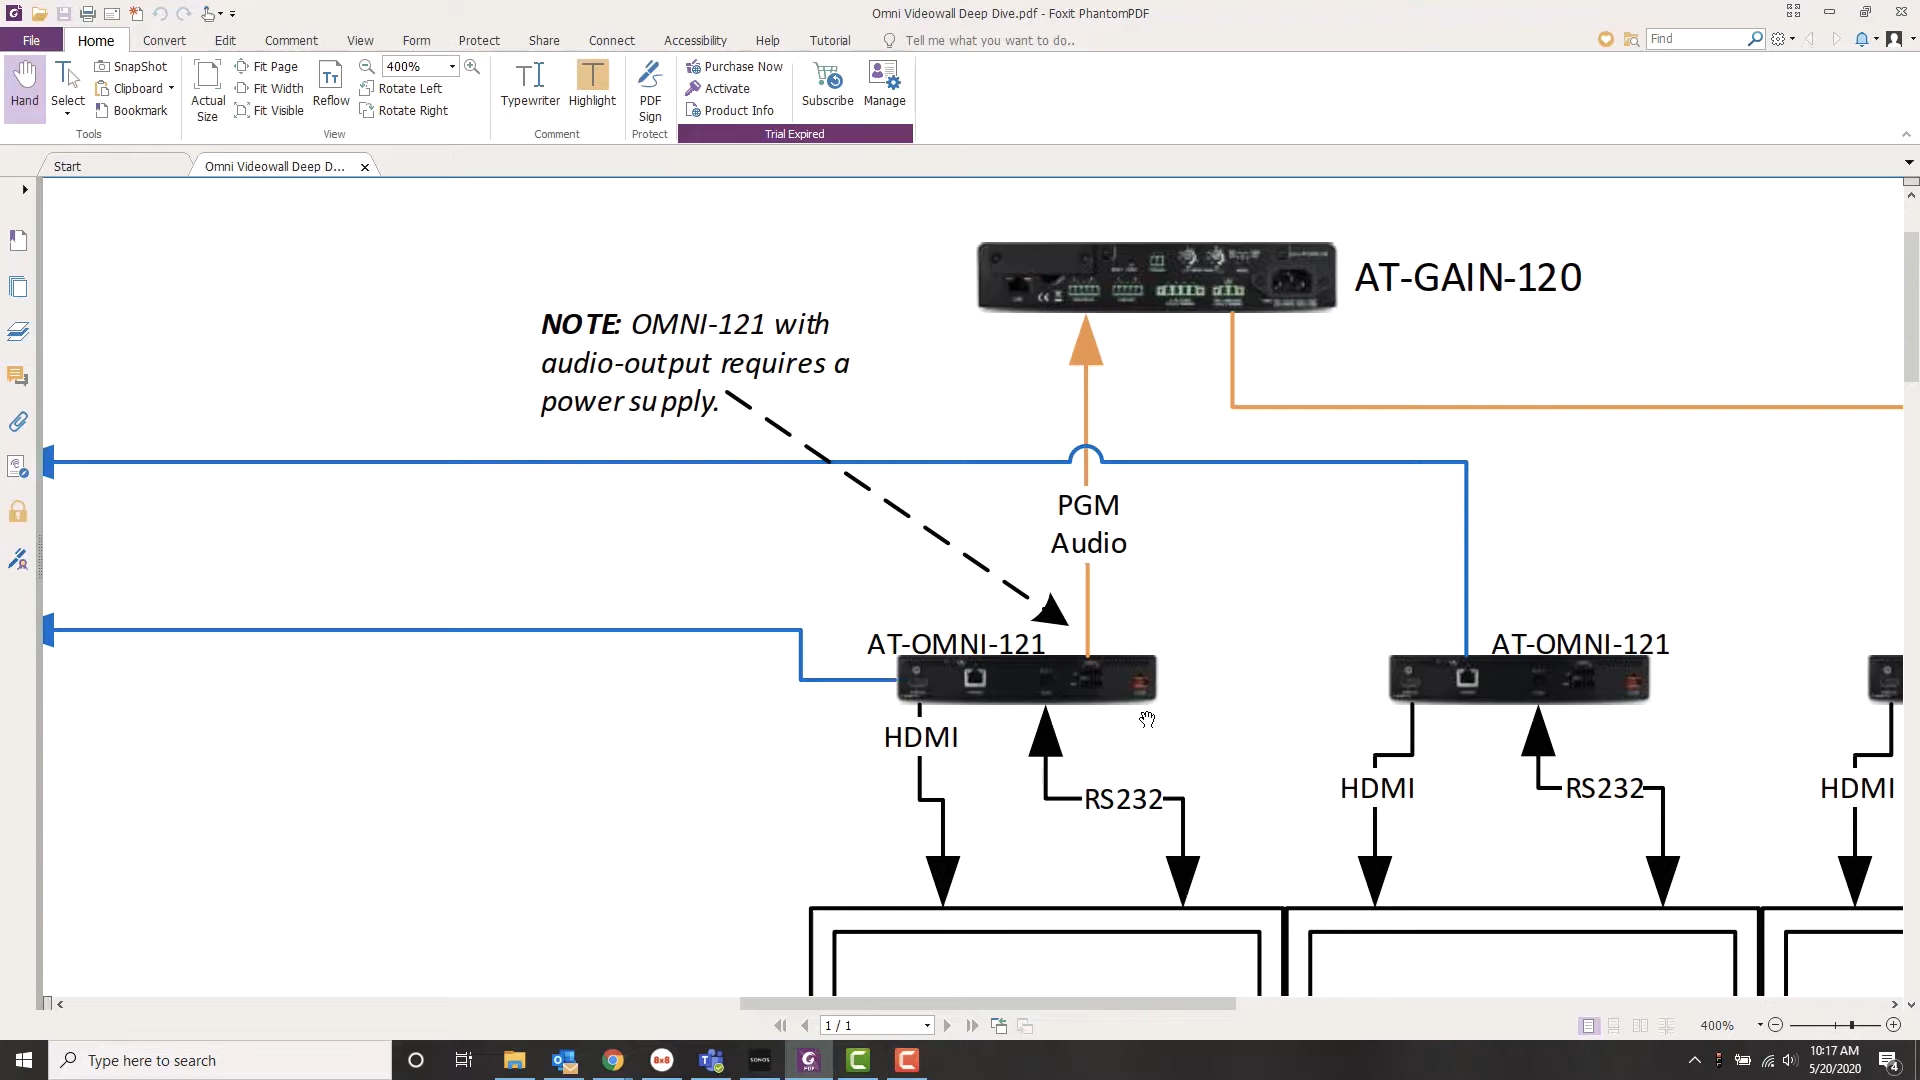 Omni Videowall Deep Dive.pdf - Foxit PhantomPDF
File Home Convert Edit Comment View Form Protect Share Connect Accessibility Help Tutorial Tell me what you want to do.. Find
Hand
Select
SnapShot
Clipboard
Bookmark
Tools
Actual
Size
Fit Page
Fit Width
Fit Visible
Reflow
400%
Rotate Left
Rotate Right
View
Typewriter
Highlight
Comment
PDF
Sign
Protect
Purchase Now
Activate
Product Info
Subscribe
Manage
Trial Expired
Start
Omni Videowall Deep D...
AT-GAIN-120
NOTE: OMNI-121 with
audio-output requires a
power supply.
PGM
Audio
AT-OMNI-121
AT-OMNI-121
HDMI
RS232
HDMI
RS232
HDMI
1 / 1
400%
Type here to search
8x8
SONOS
PDF
10:17 AM
5/20/2020
4